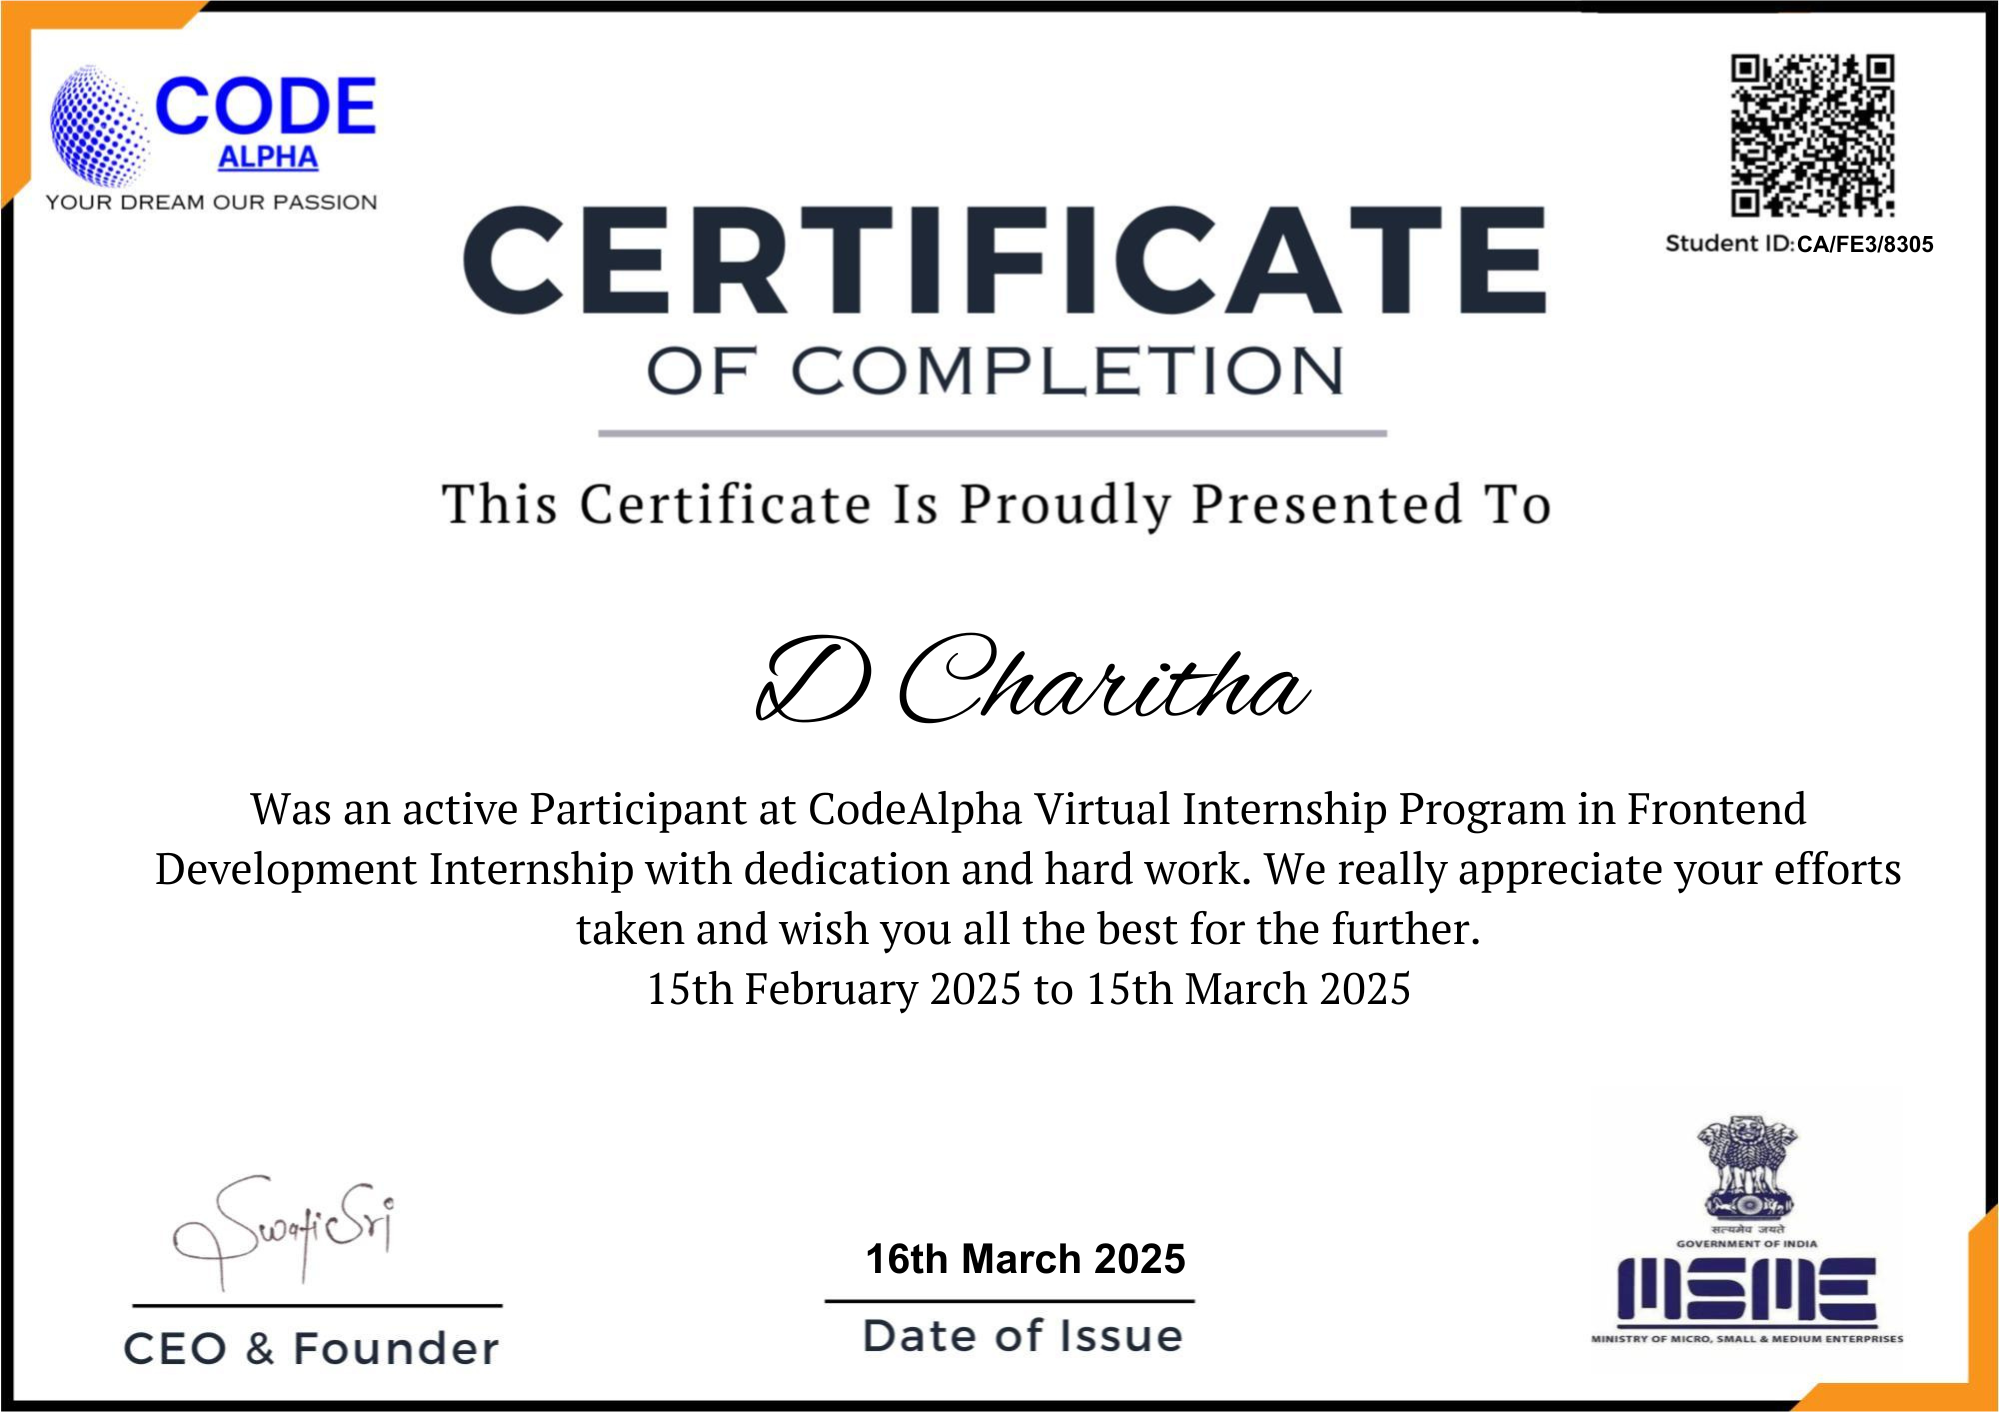 CODE
ALPHA
YOUR DREAM OUR PASSION
Student ID:CA/FE3/8305
CERTIFICATE
OF COMPLETION
This Certificate Is Proudly Presented To
D Charitha
Was an active Participant at CodeAlpha Virtual Internship Program in Frontend
Development Internship with dedication and hard work. We really appreciate your efforts
taken and wish you all the best for the further.
15th February 2025 to 15th March 2025
SwatiSri
CEO & Founder
16th March 2025
Date of Issue
सत्यमेव जयते
GOVERNMENT OF INDIA
MSME
MINISTRY OF MICRO, SMALL & MEDIUM ENTERPRISES